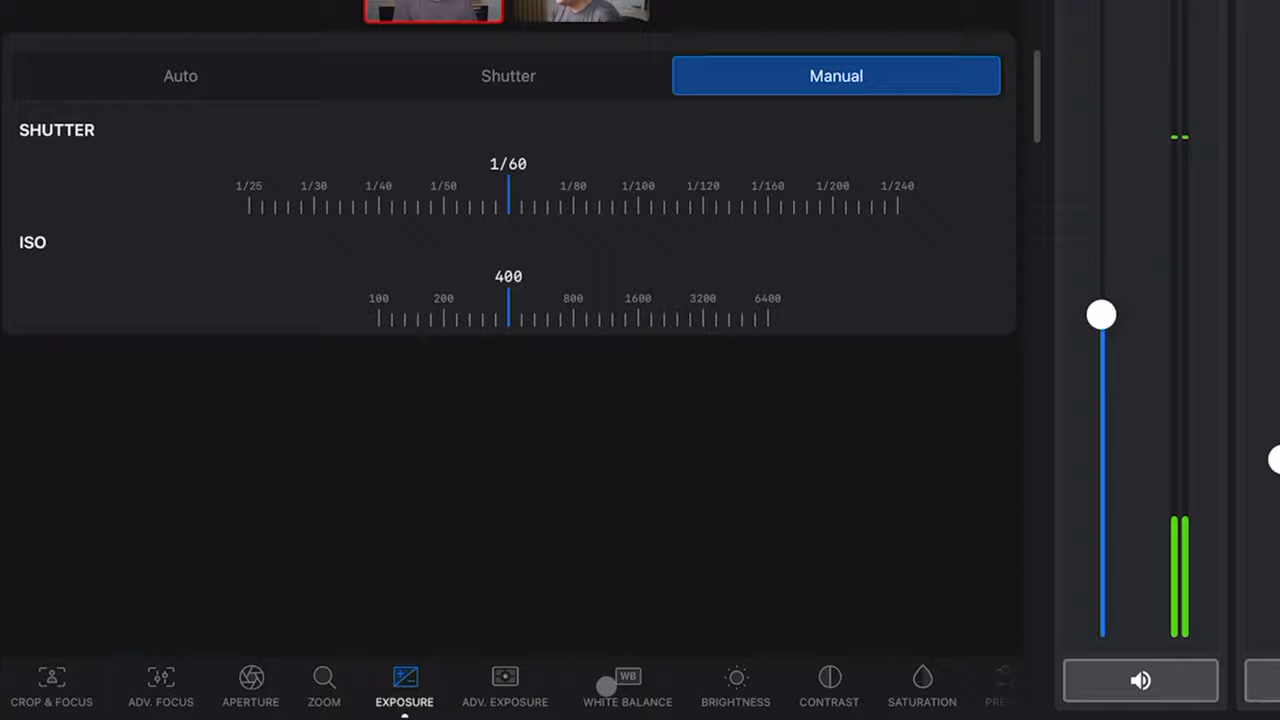 Auto Shutter Manual
SHUTTER
1/60
1/25 1/30 1/40 1/50 1/80 1/100 1/120 1/160 1/200 1/240
ISO
400
100 200 800 1600 3200 6400
WB
CROP & FOCUS ADV. FOCUS APERTURE ZOOM EXPOSURE ADV. EXPOSURE WHITE BALANCE BRIGHTNESS CONTRAST SATURATION